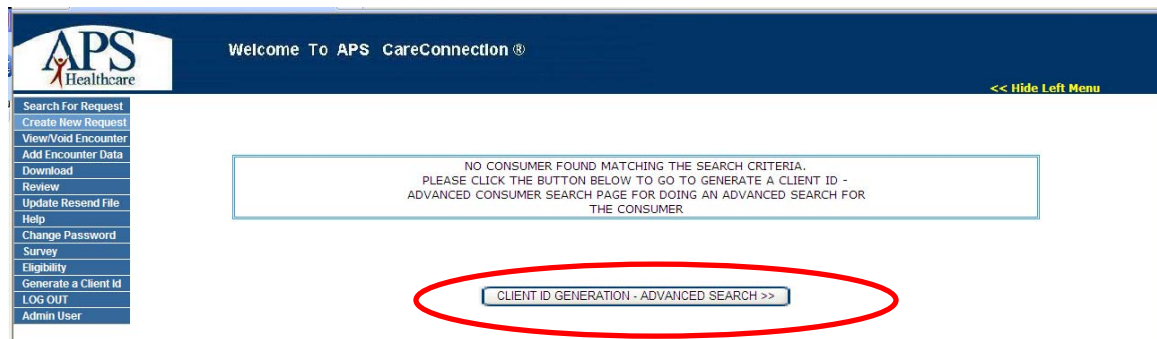 APS
Healthcare
Welcome To APS CareConnection ®
<< Hide Left Menu
Search For Request
Create New Request
View/Void Encounter
Add Encounter Data
Download
Review
Update Resend File
Help
Change Password
Survey
Eligibility
Generate a Client Id
LOG OUT
Admin User
NO CONSUMER FOUND MATCHING THE SEARCH CRITERIA.
PLEASE CLICK THE BUTTON BELOW TO GO TO GENERATE A CLIENT ID -
ADVANCED CONSUMER SEARCH PAGE FOR DOING AN ADVANCED SEARCH FOR
THE CONSUMER
CLIENT ID GENERATION - ADVANCED SEARCH >>